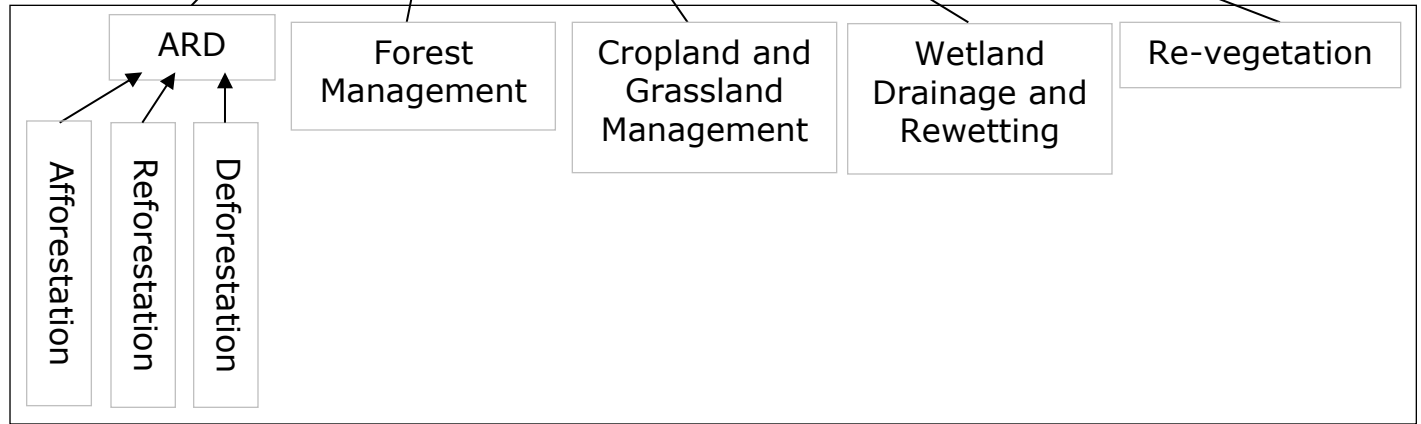 ARD
Forest
Management
Cropland and
Grassland
Management
Wetland
Drainage and
Rewetting
Re-vegetation
Afforestation
Reforestation
Deforestation